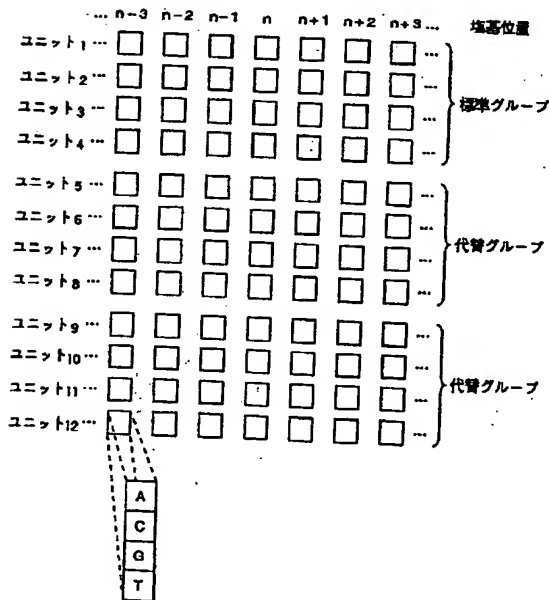 ... n-3 n-2 n-1 n n+1 n+2 n+3 ... 塩基位置
ユニット1 ... ...
ユニット2 ... ...
ユニット3 ... ...
標準グループ
ユニット4 ... ...
ユニット5 ... ...
ユニット6 ... ...
代替グループ
ユニット7 ... ...
ユニット8 ... ...
ユニット9 ... ...
ユニット10 ... ...
代替グループ
ユニット11 ... ...
ユニット12 ... ...
A
C
G
T